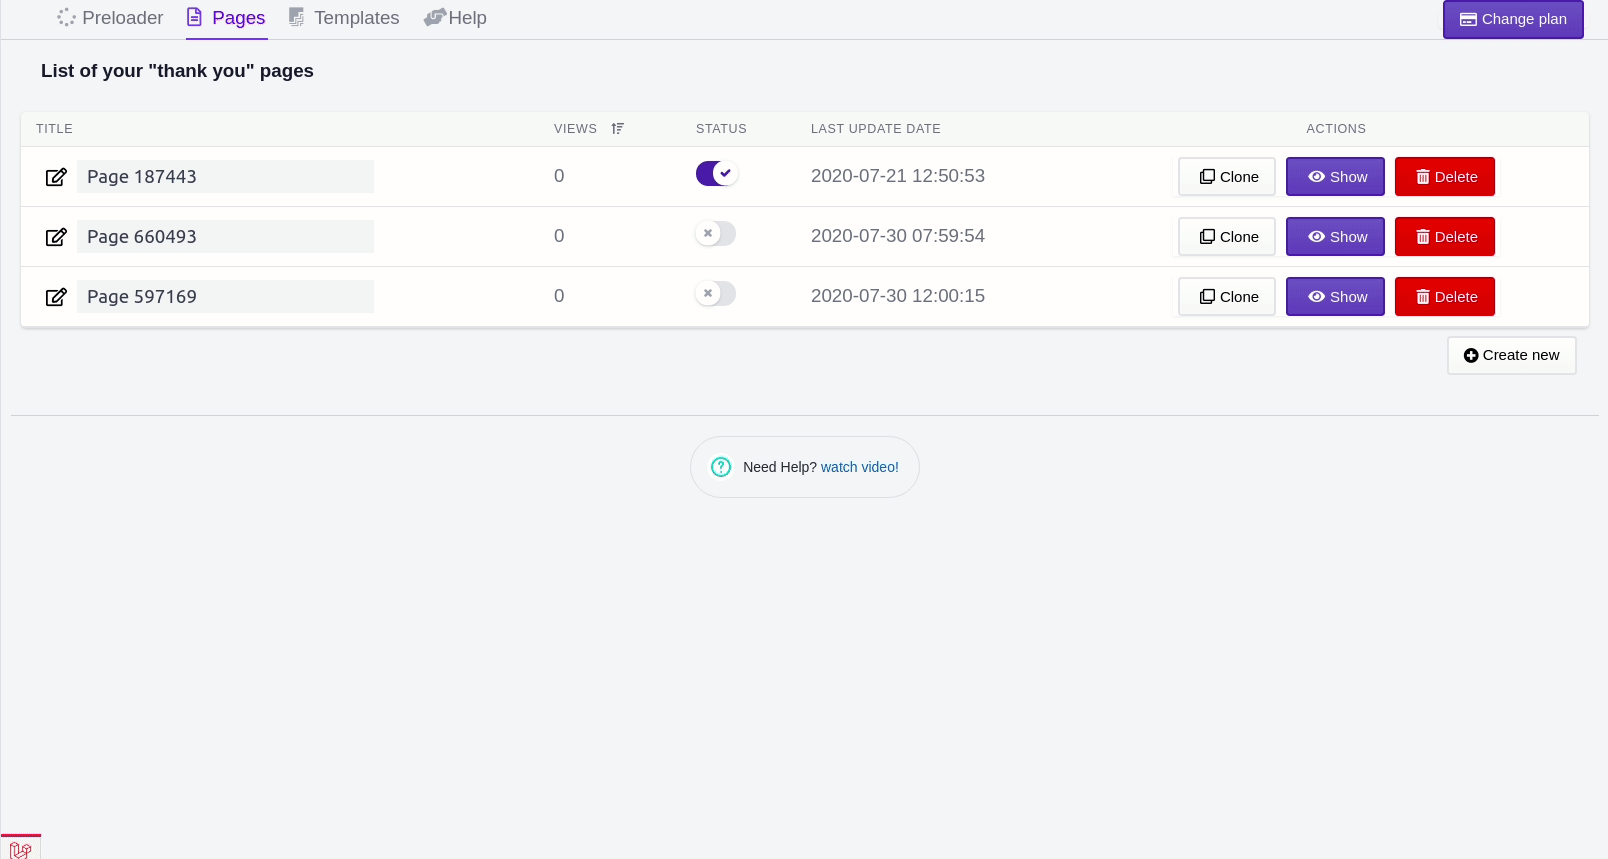 Preloader Pages Templates Help Change plan
List of your "thank you" pages
TITLE VIEWS STATUS LAST UPDATE DATE ACTIONS
Page 187443 0 2020-07-21 12:50:53 Clone Show Delete
Page 660493 0 2020-07-30 07:59:54 Clone Show Delete
Page 597169 0 2020-07-30 12:00:15 Clone Show Delete
Create new
Need Help? watch video!